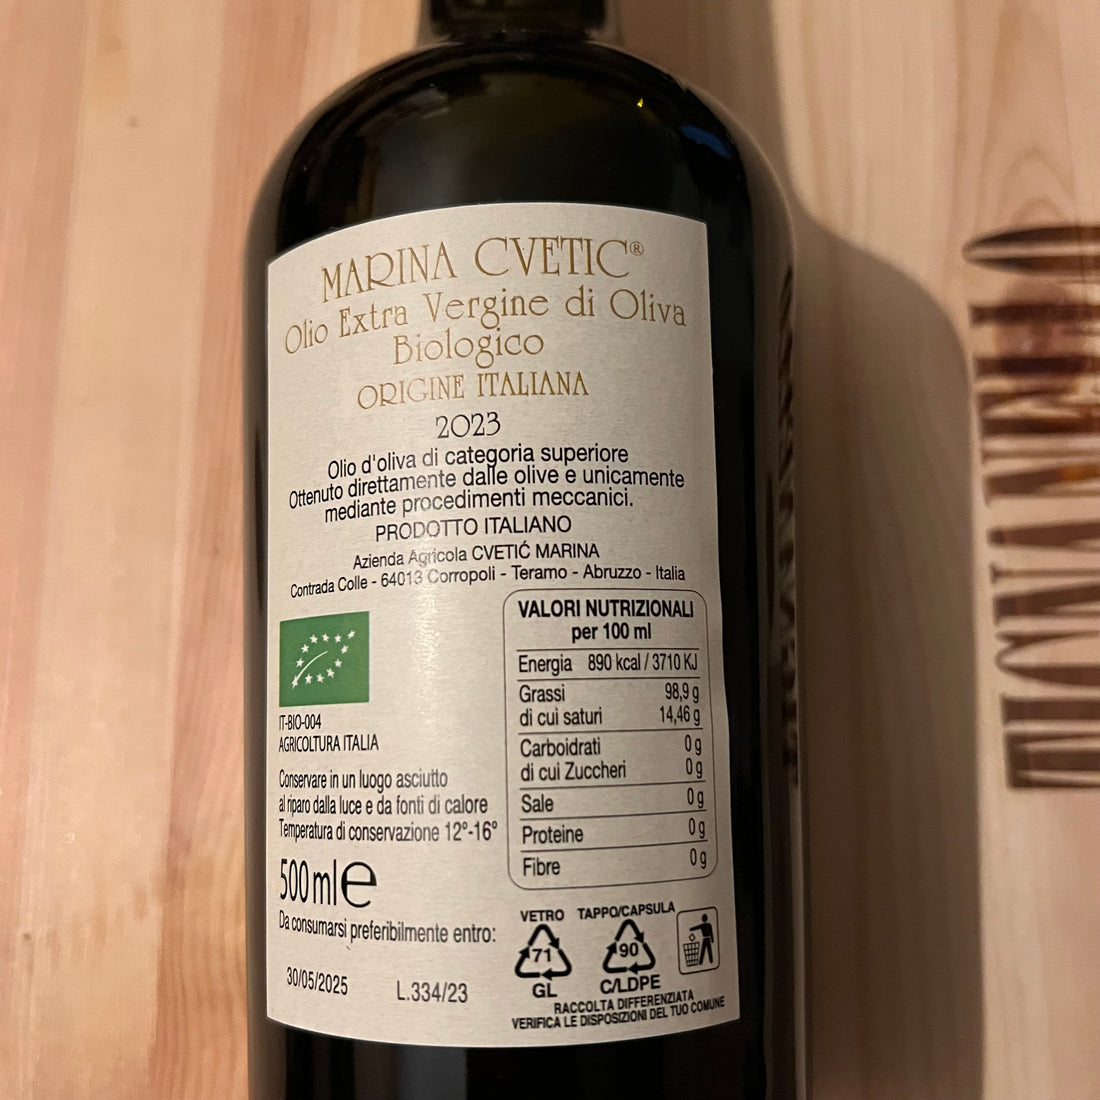 MARINA CVETIC®
Olio Extra Vergine di Oliva
Biologico
ORIGINE ITALIANA
2023
Olio d'oliva di categoria superiore
Ottenuto direttamente dalle olive e unicamente
mediante procedimenti meccanici.
PRODOTTO ITALIANO
Azienda Agricola CVETIĆ MARINA
Contrada Colle - 64013 Corropoli - Teramo - Abruzzo - Italia
IT-BIO-004
AGRICOLTURA ITALIA
Conservare in un luogo asciutto
al riparo dalla luce e da fonti di calore
Temperatura di conservazione 12°-16°
500 ml e
Da consumarsi preferibilmente entro:
30/05/2025 L.334/23
VALORI NUTRIZIONALI
per 100 ml
Energia 890 kcal / 3710 KJ
Grassi 98,9 g
di cui saturi 14,46 g
Carboidrati 0 g
di cui Zuccheri 0 g
Sale 0 g
Proteine 0 g
Fibre 0 g
VETRO TAPPO/CAPSULA
71 90
GL C/LDPE
RACCOLTA DIFFERENZIATA
VERIFICA LE DISPOSIZIONI DEL TUO COMUNE